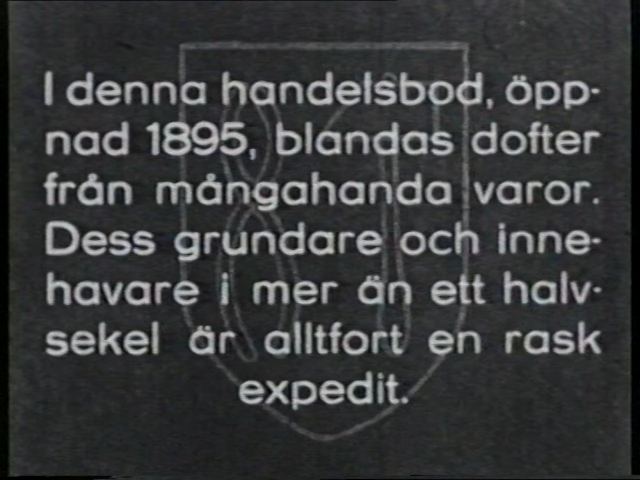 I denna handelsbod, öpp-
nad 1895, blandas dofter
från mångahanda varor.
Dess grundare och inne-
havare i mer än ett halv-
sekel är alltfort en rask
expedit.